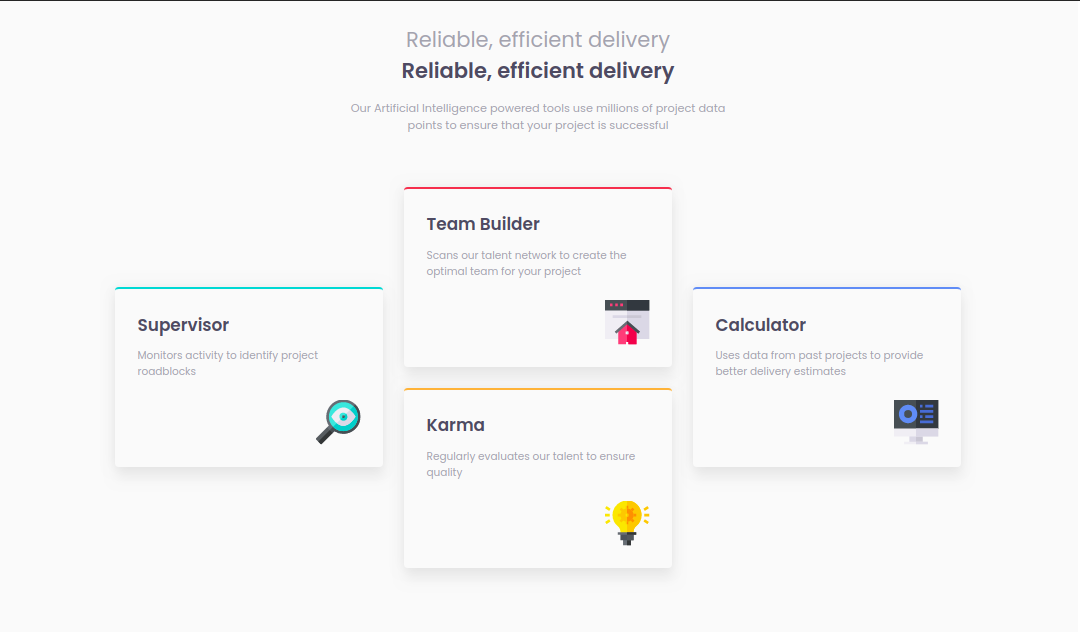 Reliable, efficient delivery
Reliable, efficient delivery
Our Artificial Intelligence powered tools use millions of project data
points to ensure that your project is successful
Supervisor
Monitors activity to identify project
roadblocks
Team Builder
Scans our talent network to create the
optimal team for your project
Karma
Regularly evaluates our talent to ensure
quality
Calculator
Uses data from past projects to provide
better delivery estimates